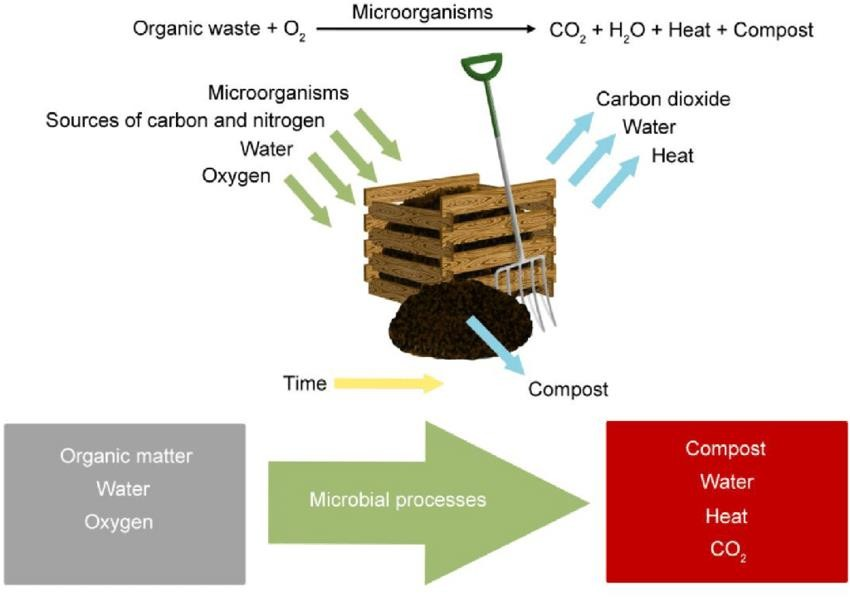 Microorganisms
Organic waste + O₂
CO₂ + H₂O + Heat + Compost
Microorganisms
Sources of carbon and nitrogen
Water
Oxygen
Carbon dioxide
Water
Heat
Time
Compost
Organic matter
Water
Oxygen
Microbial processes
Compost
Water
Heat
CO₂